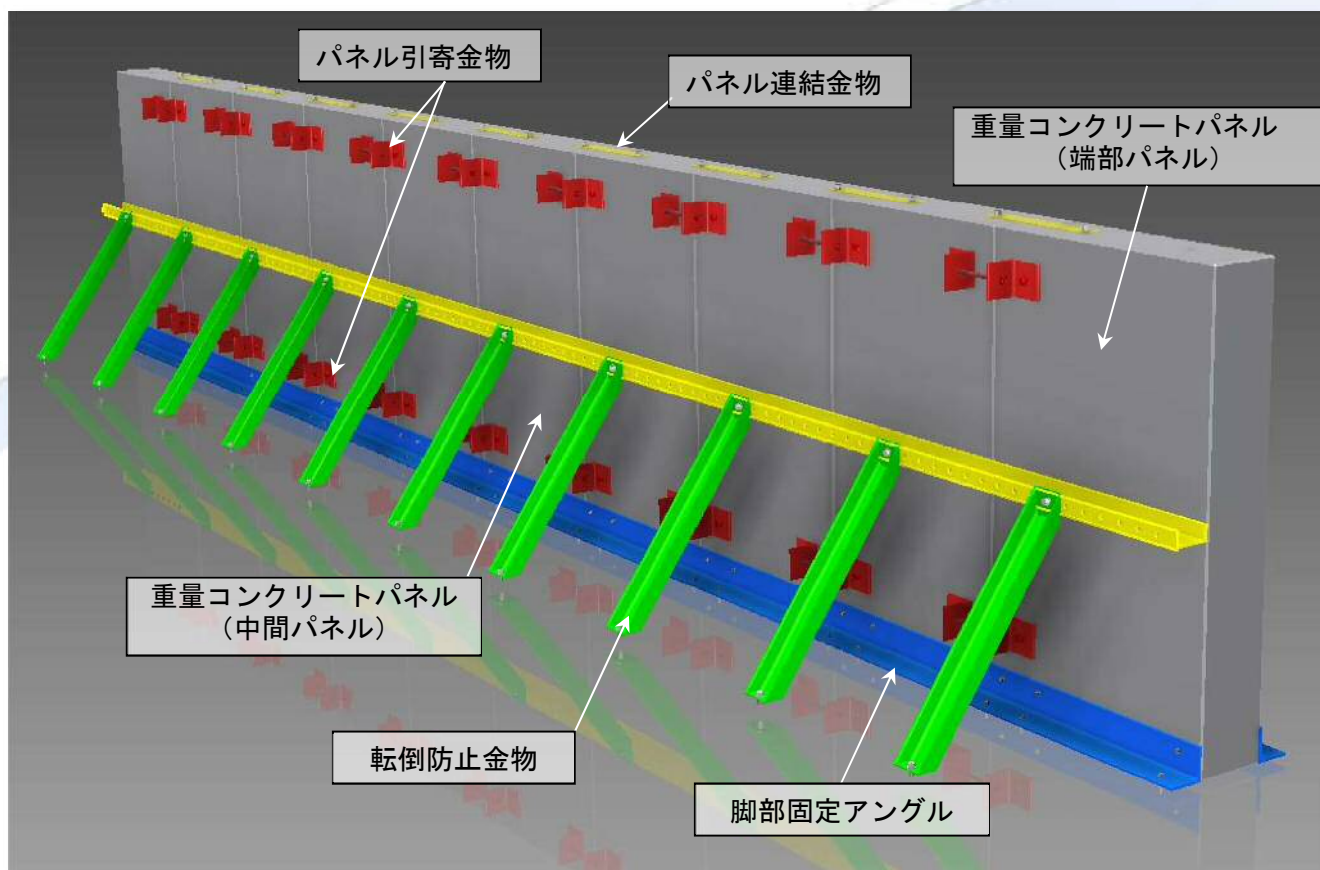 パネル引寄金物
パネル連結金物
重量コンクリートパネル
（端部パネル）
重量コンクリートパネル
（中間パネル）
転倒防止金物
脚部固定アングル